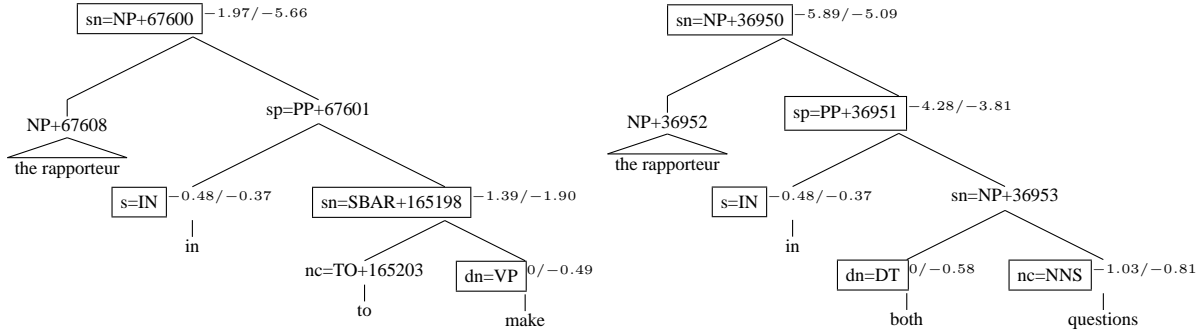 sn=NP+67600 −1.97/−5.66
NP+67608
the rapporteur
sp=PP+67601
s=IN −0.48/−0.37
in
sn=SBAR+165198 −1.39/−1.90
nc=TO+165203
to
dn=VP 0/−0.49
make
sn=NP+36950 −5.89/−5.09
NP+36952
the rapporteur
sp=PP+36951 −4.28/−3.81
s=IN −0.48/−0.37
in
sn=NP+36953
dn=DT 0/−0.58
both
nc=NNS −1.03/−0.81
questions